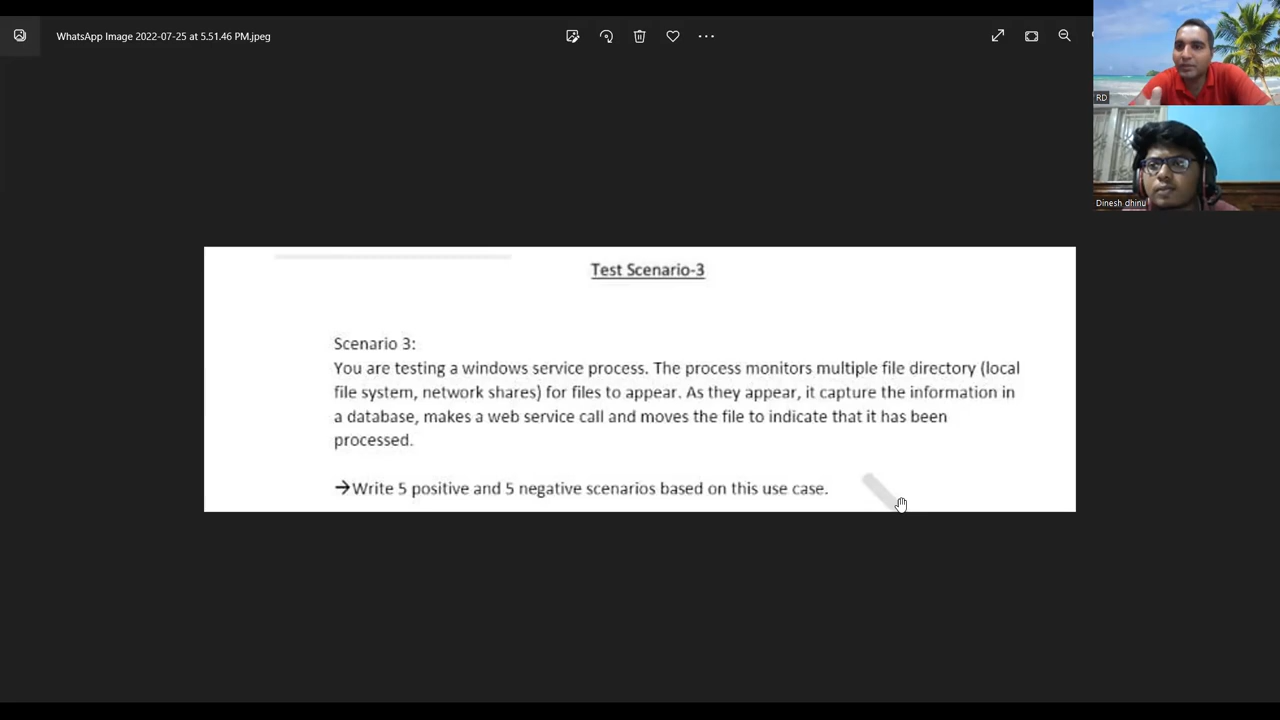 WhatsApp Image 2022-07-25 at 5.51.46 PM.jpeg
RD
Dinesh dhinu
Test Scenario-3
Scenario 3:
You are testing a windows service process. The process monitors multiple file directory (local
file system, network shares) for files to appear. As they appear, it capture the information in
a database, makes a web service call and moves the file to indicate that it has been
processed.
→Write 5 positive and 5 negative scenarios based on this use case.